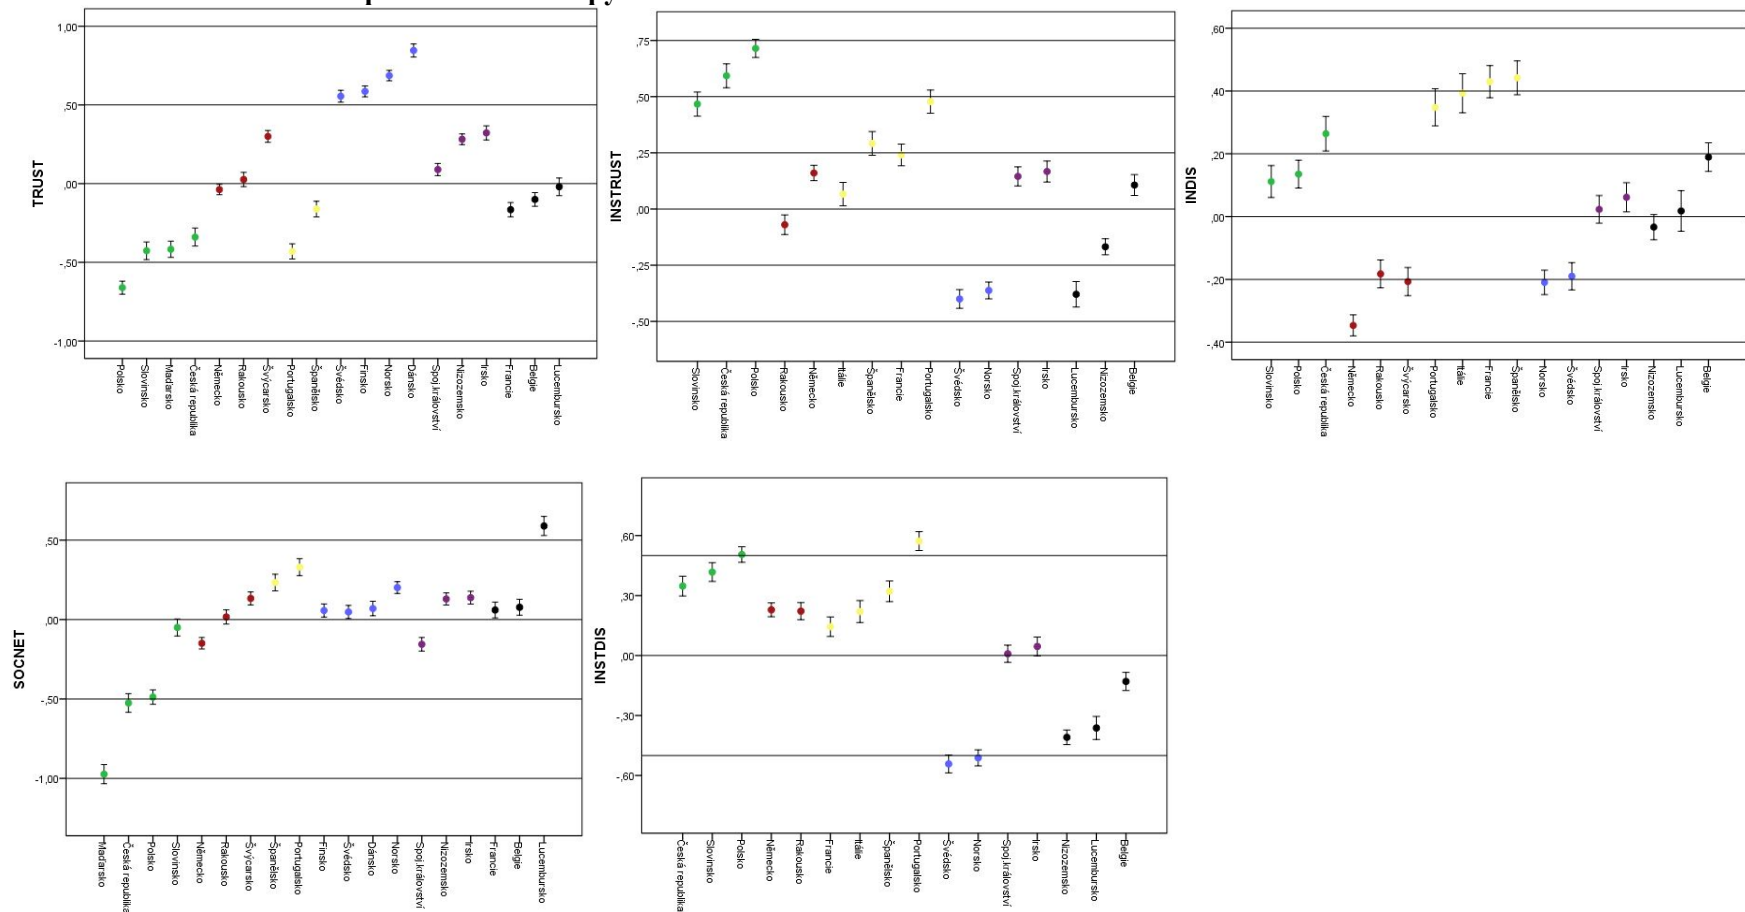 TRUST
1,00
,50
,00
-,50
-1,00
Polsko
Slovinsko
Maďarsko
Česká republika
Německo
Rakousko
Švýcarsko
Portugalsko
Španělsko
Švédsko
Finsko
Norsko
Dánsko
Spoj.království
Nizozemsko
Irsko
Francie
Belgie
Lucembursko
INSTRUST
,75
,50
,25
,00
-,25
-,50
Slovinsko
Česká republika
Polsko
Rakousko
Německo
Itálie
Španělsko
Francie
Portugalsko
Švédsko
Norsko
Spoj.království
Irsko
Lucembursko
Nizozemsko
Belgie
INDIS
,60
,40
,20
,00
-,20
-,40
Slovinsko
Polsko
Česká republika
Německo
Rakousko
Švýcarsko
Portugalsko
Itálie
Francie
Španělsko
Norsko
Švédsko
Spoj.království
Irsko
Nizozemsko
Lucembursko
Belgie
SOCNET
,50
,00
-,50
-1,00
Maďarsko
Česká republika
Polsko
Slovinsko
Německo
Rakousko
Švýcarsko
Španělsko
Portugalsko
Finsko
Švédsko
Dánsko
Norsko
Spoj.království
Nizozemsko
Irsko
Francie
Belgie
Lucembursko
INSTDIS
,60
,30
,00
-,30
-,60
Česká republika
Slovinsko
Polsko
Německo
Rakousko
Francie
Itálie
Španělsko
Portugalsko
Švédsko
Norsko
Spoj.království
Irsko
Nizozemsko
Lucembursko
Belgie